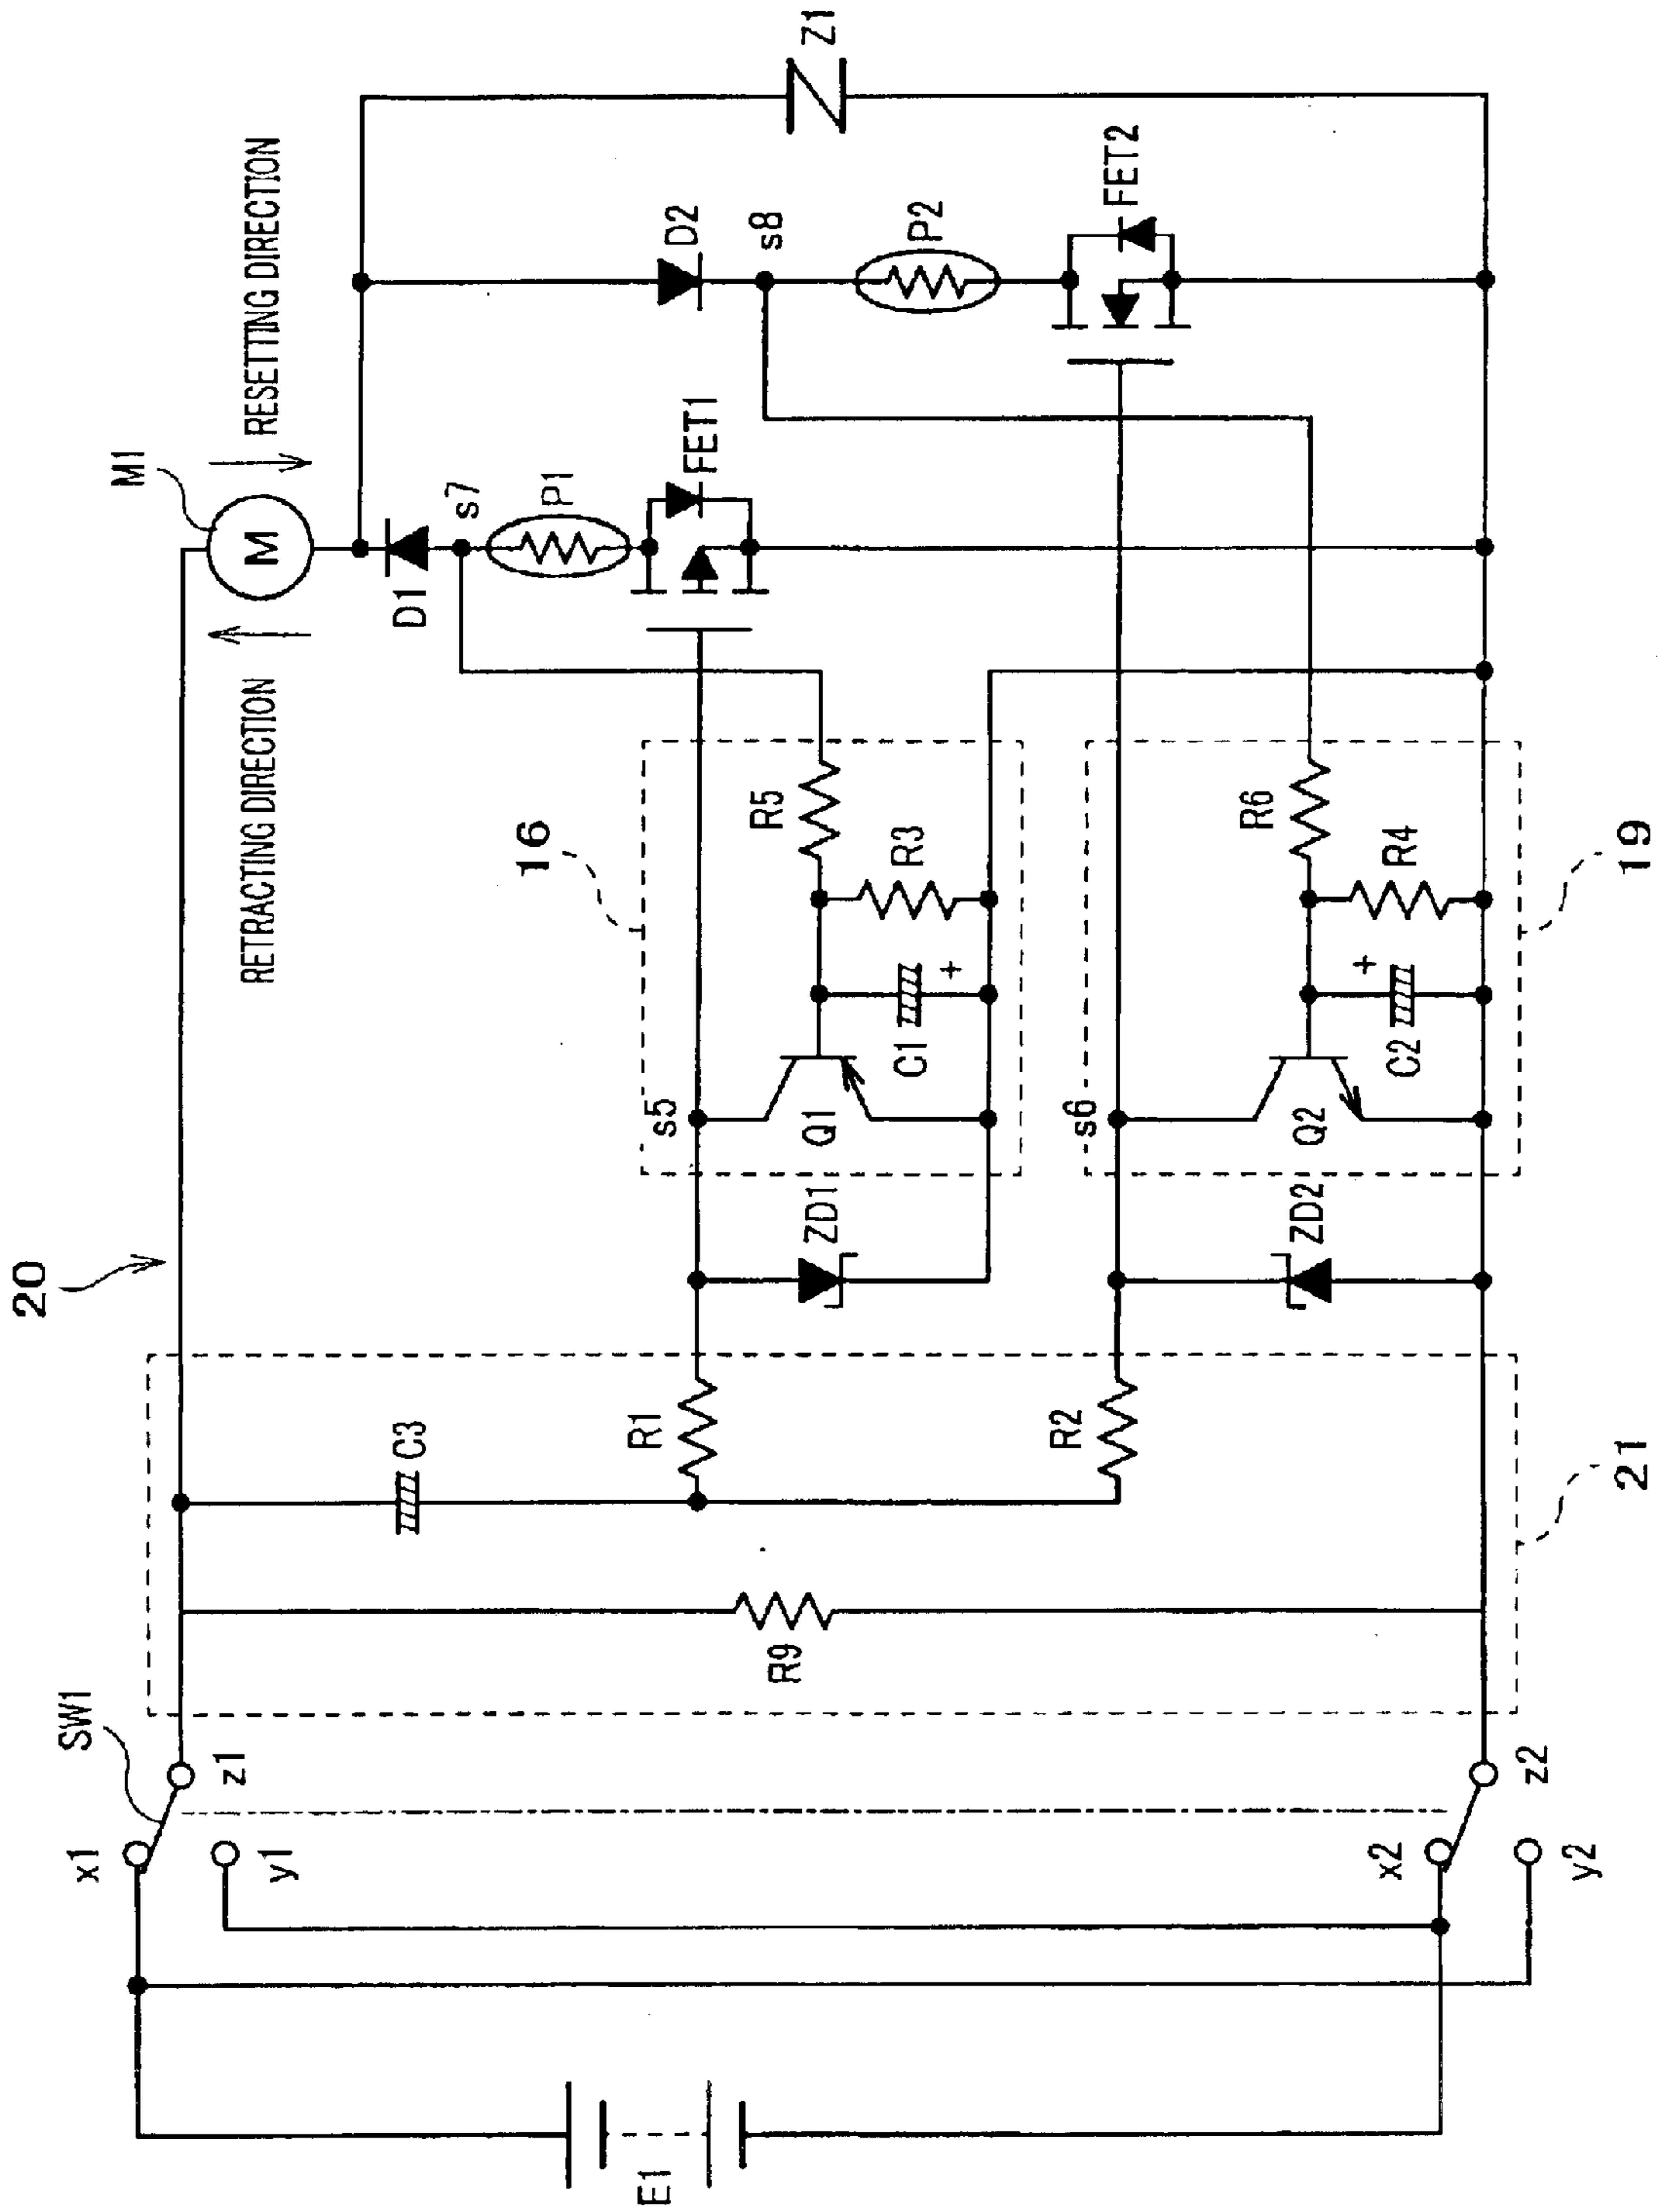 20
M1
M
RETRACTING DIRECTION
RESETTING DIRECTION
SW1
x1
z1
y1
C3
R1
R9
R2
21
E1
x2
z2
y2
D1
s7
P1
FET1
D2
s8
P2
FET2
Z1
16
s5
R5
R3
Q1
C1
+
ZD1
s6
R6
R4
Q2
C2
+
ZD2
19